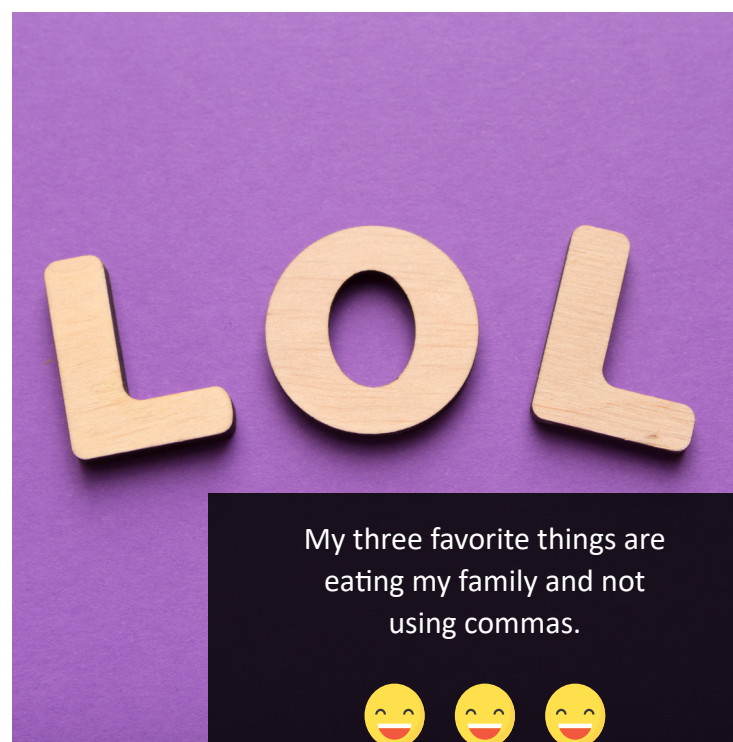 LOL
My three favorite things are
eating my family and not
using commas.